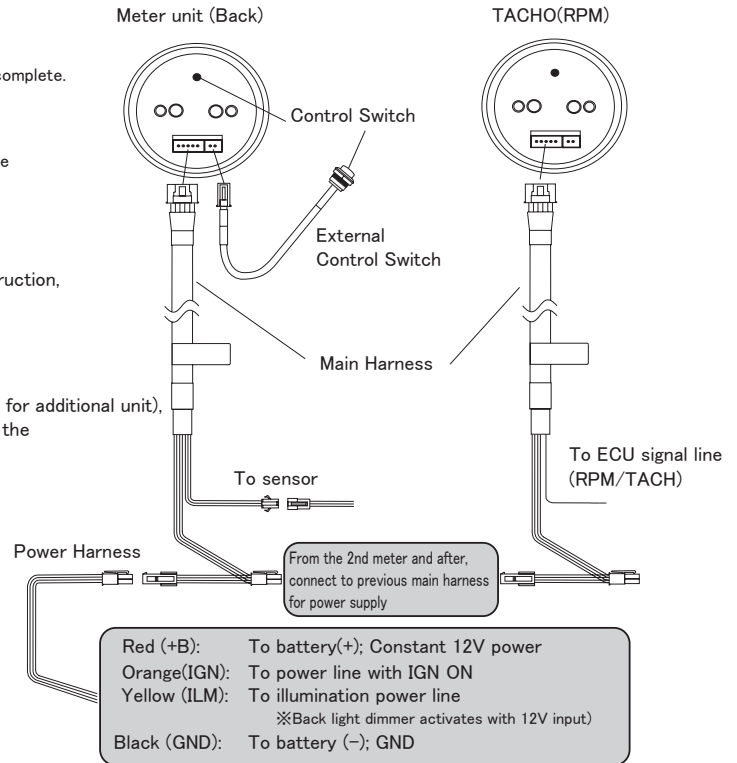 Meter unit (Back)
TACHO(RPM)
complete.
Control Switch
e
External
Control Switch
ruction,
Main Harness
for additional unit),
the
To ECU signal line
(RPM/TACH)
To sensor
Power Harness
From the 2nd meter and after,
connect to previous main harness
for power supply
Red (+B): To battery(+); Constant 12V power
Orange(IGN): To power line with IGN ON
Yellow (ILM): To illumination power line
※Back light dimmer activates with 12V input)
Black (GND): To battery (-); GND